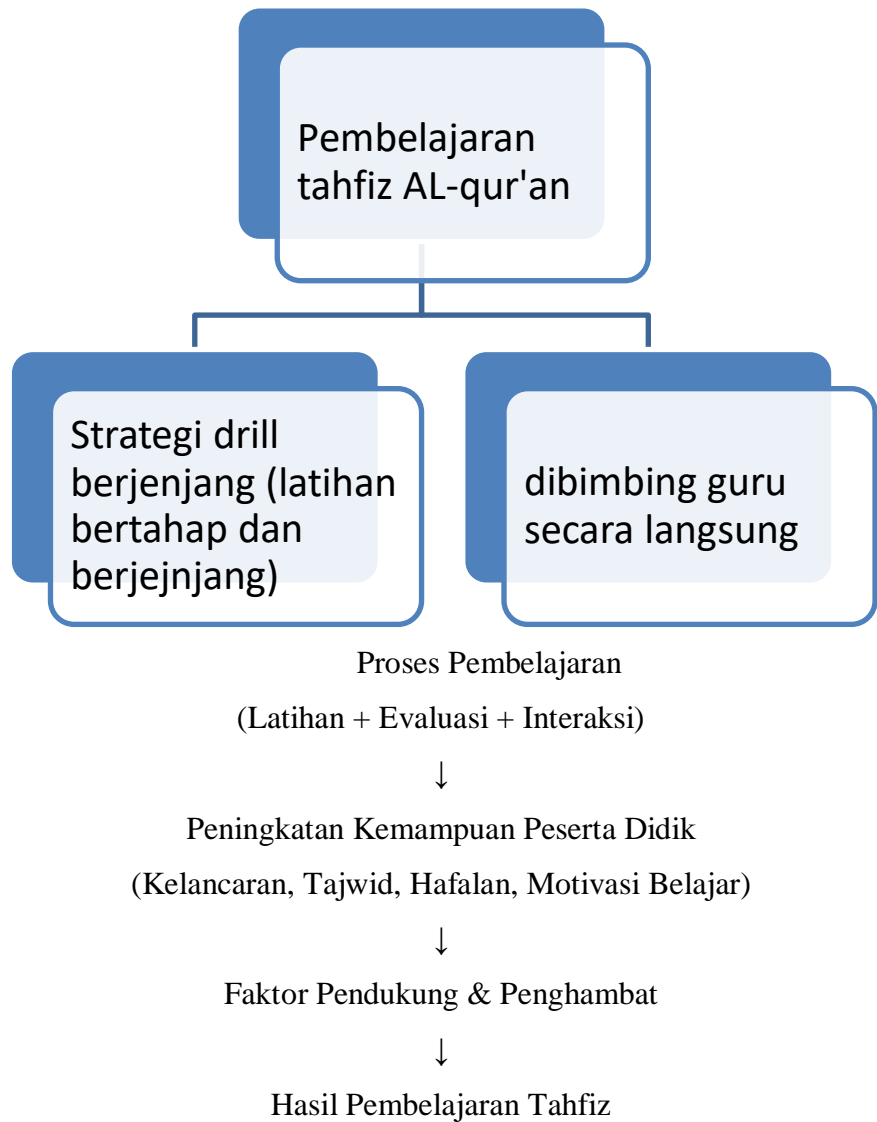 Pembelajaran
tahfiz AL-qur'an
Strategi drill
berjenjang (latihan
bertahap dan
berjejnjang)
dibimbing guru
secara langsung
Proses Pembelajaran
(Latihan + Evaluasi + Interaksi)
↓
Peningkatan Kemampuan Peserta Didik
(Kelancaran, Tajwid, Hafalan, Motivasi Belajar)
↓
Faktor Pendukung & Penghambat
↓
Hasil Pembelajaran Tahfiz